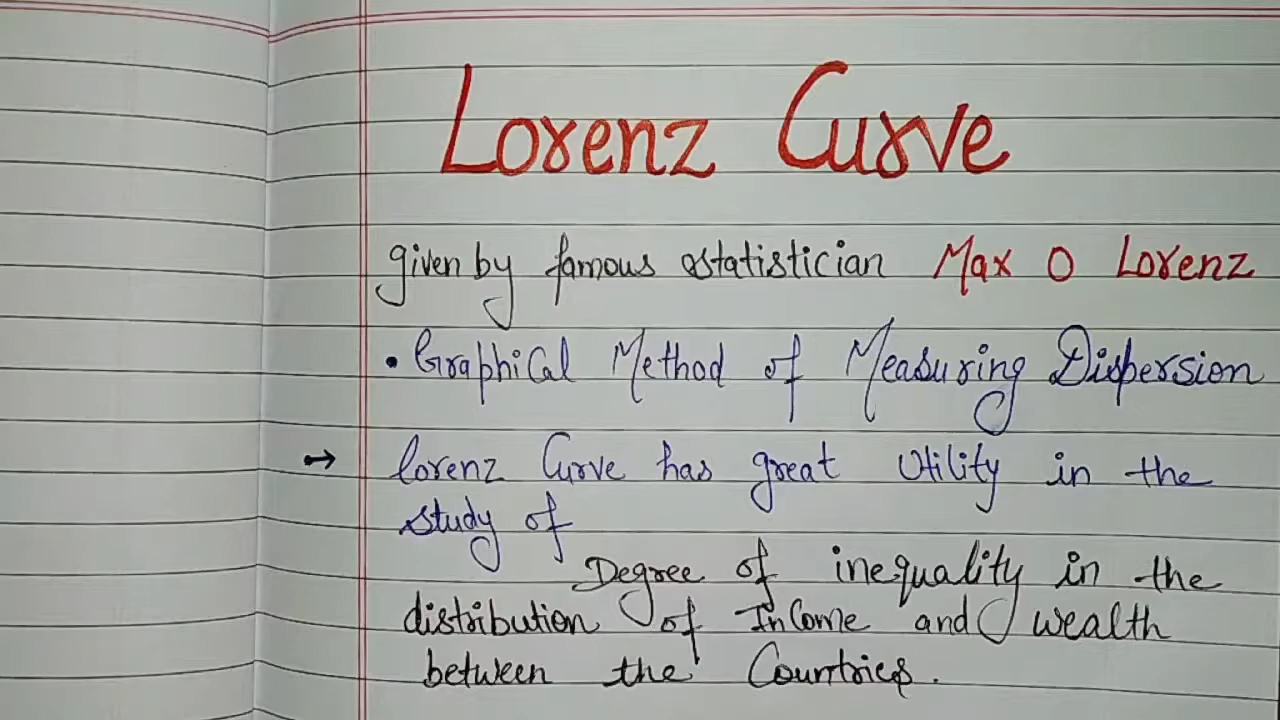 Lorenz Curve
given by famous statistician Max O Lorenz
• Graphical Method of Measuring Dispersion
→ Lorenz Curve has great Utility in the
study of
Degree of inequality in the
distribution of InCome and wealth
between the Countries.